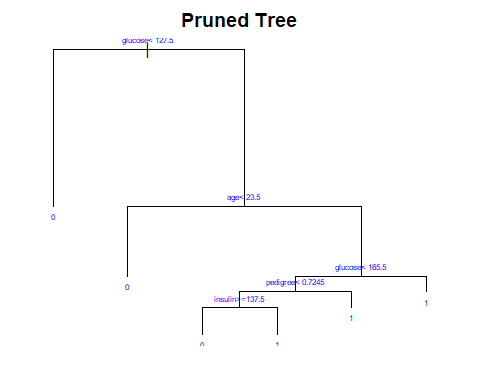 Pruned Tree
glucose< 127.5
age< 23.5
0
glucose< 165.5
0
pedigree< 0.7245
insulin>=137.5
1
1
0
1